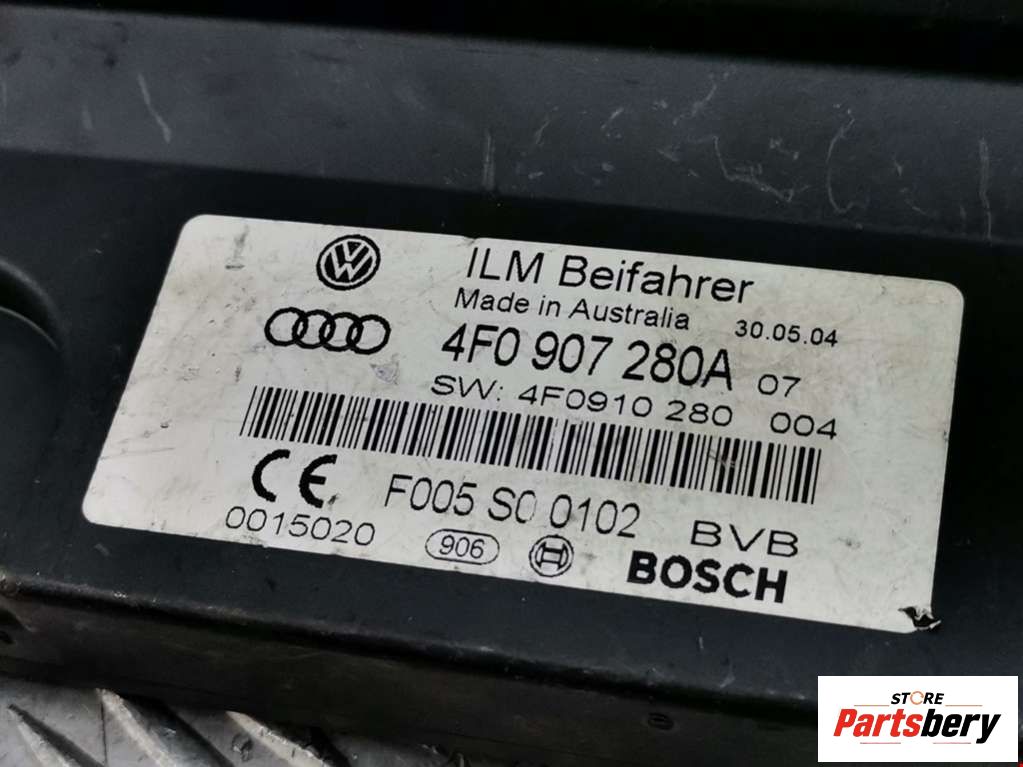 ILM Beifahrer
Made in Australia 30.05.04
4F0 907 280A 07
SW: 4F0910 280 004
CE F005 S0 0102 BVB
0015020 906 BOSCH
STORE
Partsbery